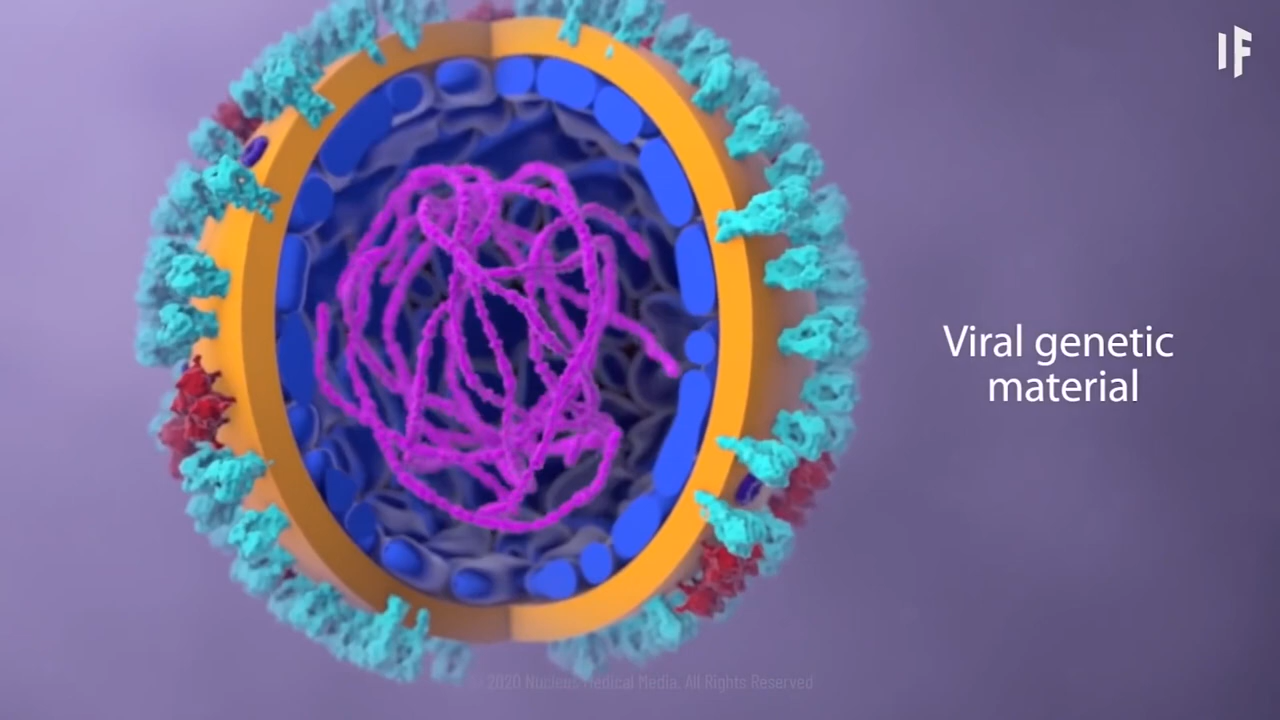 IF
Viral genetic
material
© 2020 Nucleus Medical Media. All Rights Reserved